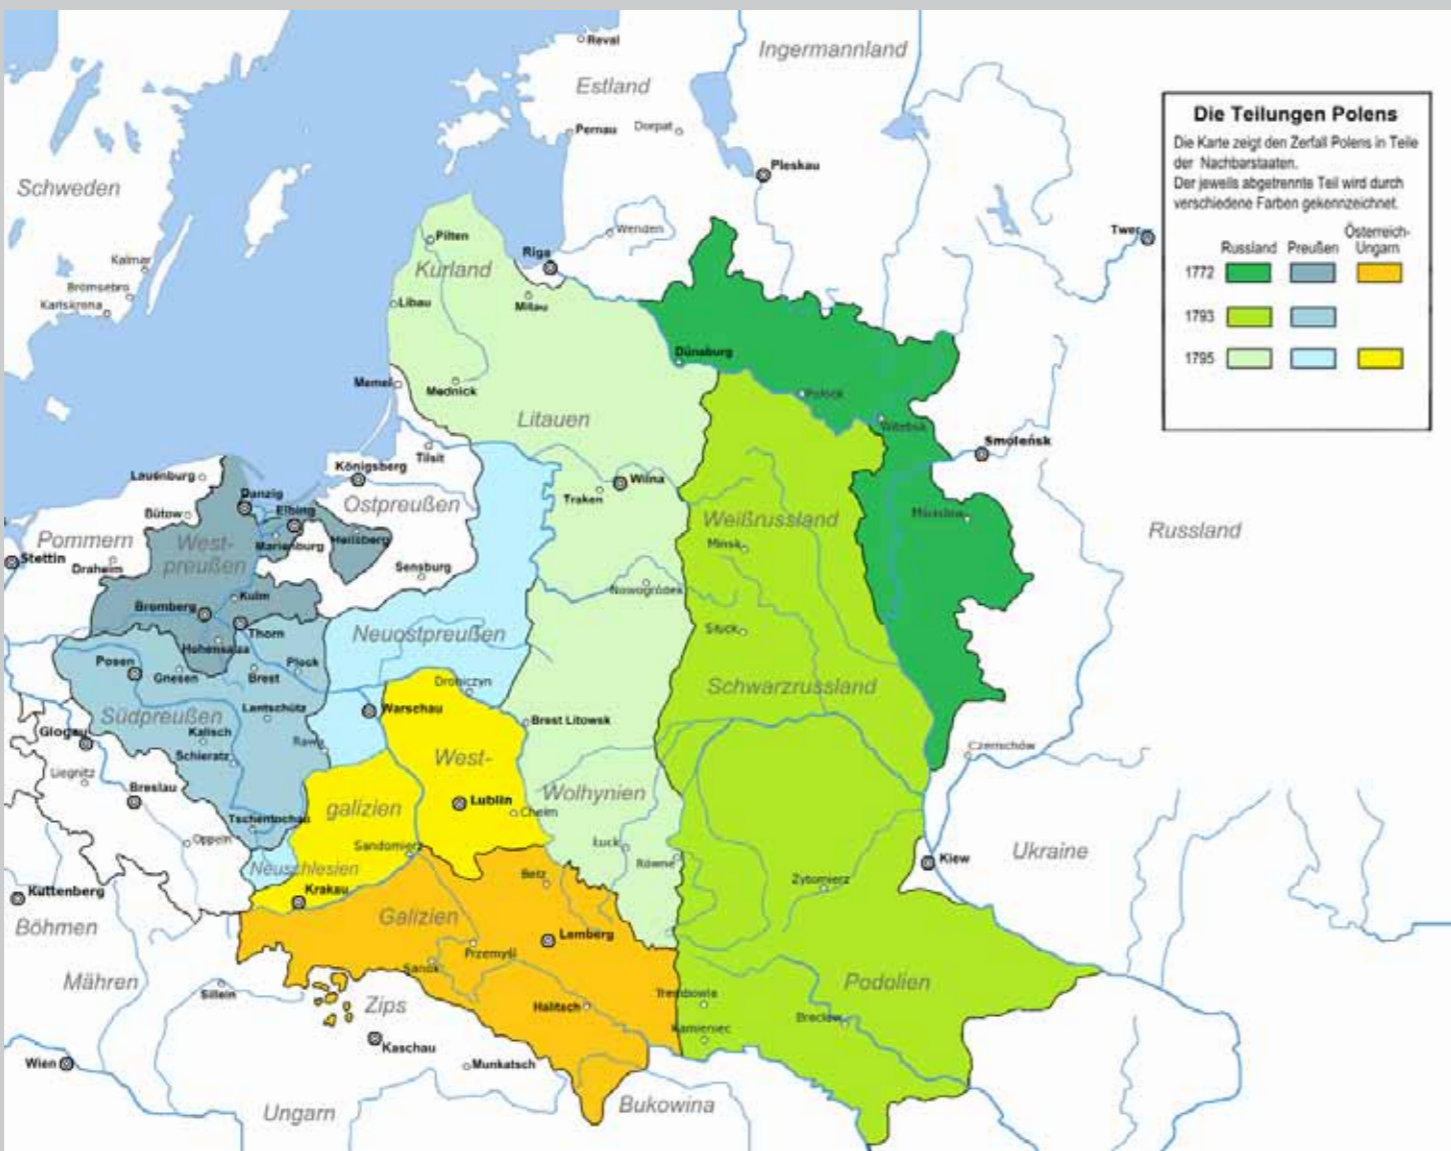 Reval
Ingermannland
Estland
Pernau
Dorpat
Pleskau
Schweden
Die Teilungen Polens
Die Karte zeigt den Zerfall Polens in Teile
der Nachbarstaaten.
Der jeweils abgetrennte Teil wird durch
verschiedene Farben gekennzeichnet.
Russland
Preußen
Österreich-
Ungarn
1772
1793
1795
Twer
Wenden
Pilten
Riga
Kurland
Kalmar
Brömsebro
Karlskrona
Libau
Mitau
Dünaburg
Memel
Mednick
Polock
Litauen
Witebsk
Smoleńsk
Tilsit
Königsberg
Lauenburg
Wilna
Danzig
Traken
Ostpreußen
Bütow
Elbing
Weißrussland
Russland
Pommern
West-
preußen
Marienburg
Heilsberg
Minsk
Stettin
Draheim
Sensburg
Nowogródek
Kulm
Bromberg
Thorn
Neuostpreußen
Słuck
Hohensalza
Posen
Gnesen
Brest
Plock
Drohiczyn
Schwarzrussland
Südpreußen
Lentschütz
Warschau
Brest Litowsk
Glogau
Kalisch
Rawa
Schieratz
Czernichów
Liegnitz
West-
Breslau
galizien
Lublin
Wolhynien
Chelm
Tschentochau
Oppeln
Sandomierz
Łuck
Ukraine
Neuschlesien
Równe
Kiew
Kuttenberg
Krakau
Belz
Żytomierz
Böhmen
Galizien
Lemberg
Przemyśl
Sanok
Mähren
Podolien
Sillein
Zips
Halitsch
Trembowla
Bracław
Kamieniec
Kaschau
Wien
Munkatsch
Ungarn
Bukowina